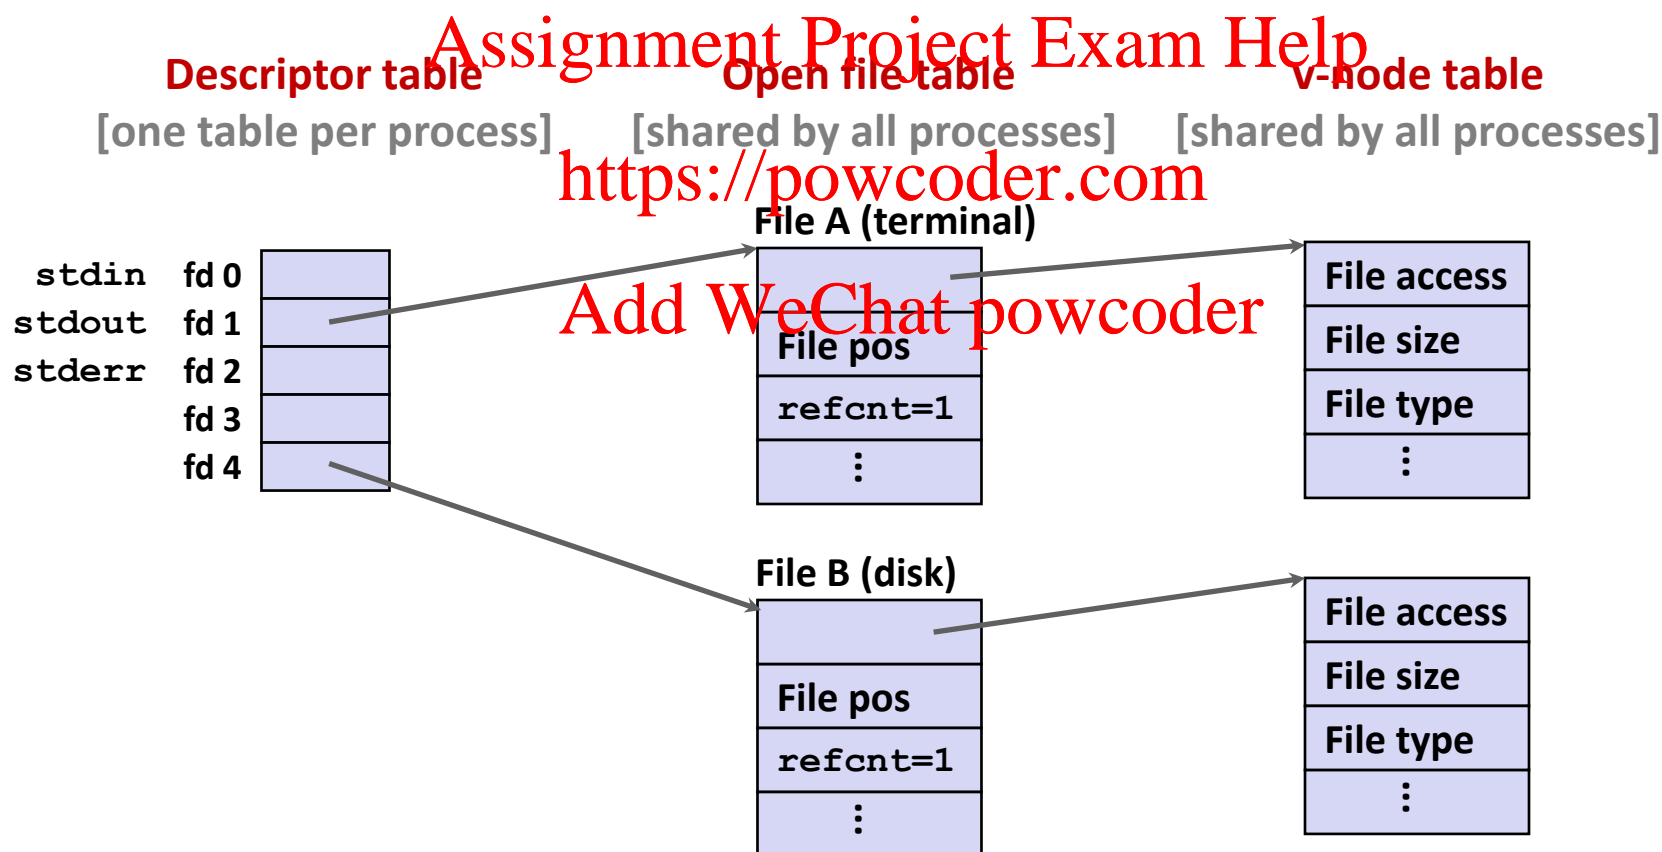 Assignment Project Exam Help
Descriptor table Open file table v-node table
[one table per process] [shared by all processes] [shared by all processes]
https://powcoder.com
File A (terminal)
stdin fd 0 File access
Add WeChat powcoder
stdout fd 1 File pos File size
stderr fd 2
fd 3 refcnt=1 File type
fd 4 ⋮ ⋮
File B (disk)
File access
File pos File size
refcnt=1 File type
⋮ ⋮